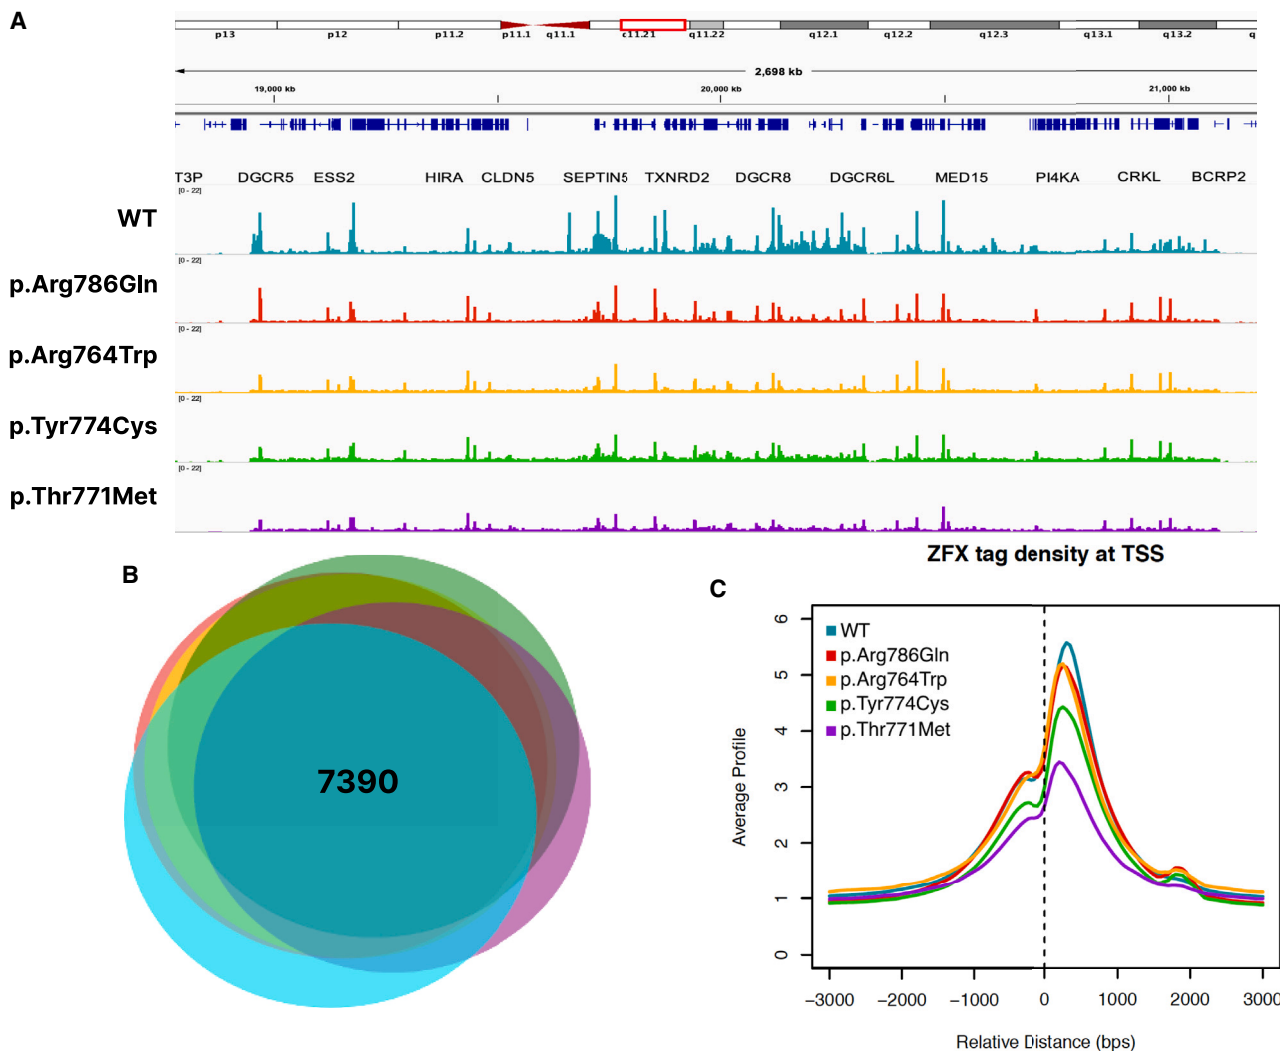 A
p13 p12 p11.2 p11.1 q11.1 c11.21 q11.22 q12.1 q12.2 q12.3 q13.1 q13.2 q
2,698 kb
19,000 kb 20,000 kb 21,000 kb
T3P DGCR5 ESS2 HIRA CLDN5 SEPTIN5 TXNRD2 DGCR8 DGCR6L MED15 PI4KA CRKL BCRP2
[0 - 22]
WT
[0 - 22]
p.Arg786Gln
[0 - 22]
p.Arg764Trp
[0 - 22]
p.Tyr774Cys
[0 - 22]
p.Thr771Met
B
7390
C
ZFX tag density at TSS
Average Profile
6
5
4
3
2
1
0
WT
p.Arg786Gln
p.Arg764Trp
p.Tyr774Cys
p.Thr771Met
−3000 −2000 −1000 0 1000 2000 3000
Relative Distance (bps)